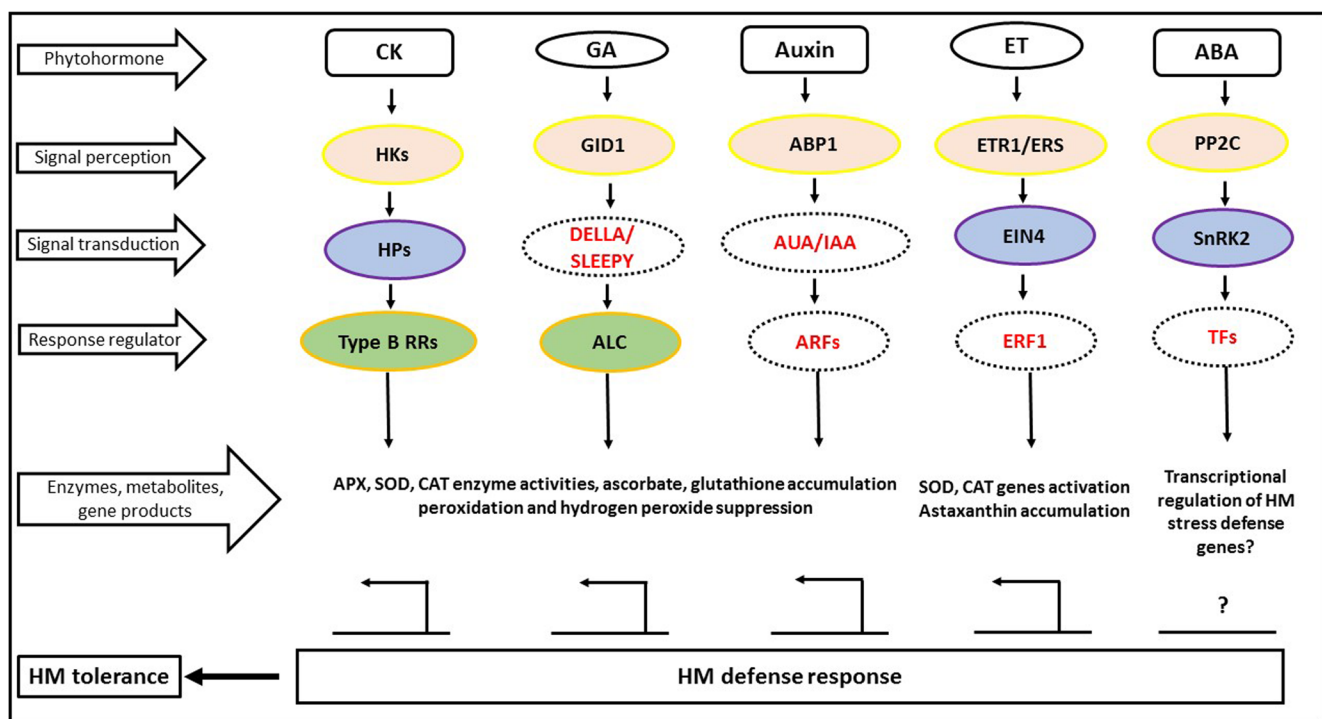 Phytohormone
CK
GA
Auxin
ET
ABA
Signal perception
HKs
GID1
ABP1
ETR1/ERS
PP2C
Signal transduction
HPs
DELLA/
SLEEPY
AUA/IAA
EIN4
SnRK2
Response regulator
Type B RRs
ALC
ARFs
ERF1
TFs
Enzymes, metabolites,
gene products
APX, SOD, CAT enzyme activities, ascorbate, glutathione accumulation
peroxidation and hydrogen peroxide suppression
SOD, CAT genes activation
Astaxanthin accumulation
Transcriptional
regulation of HM
stress defense
genes?
?
HM tolerance
HM defense response